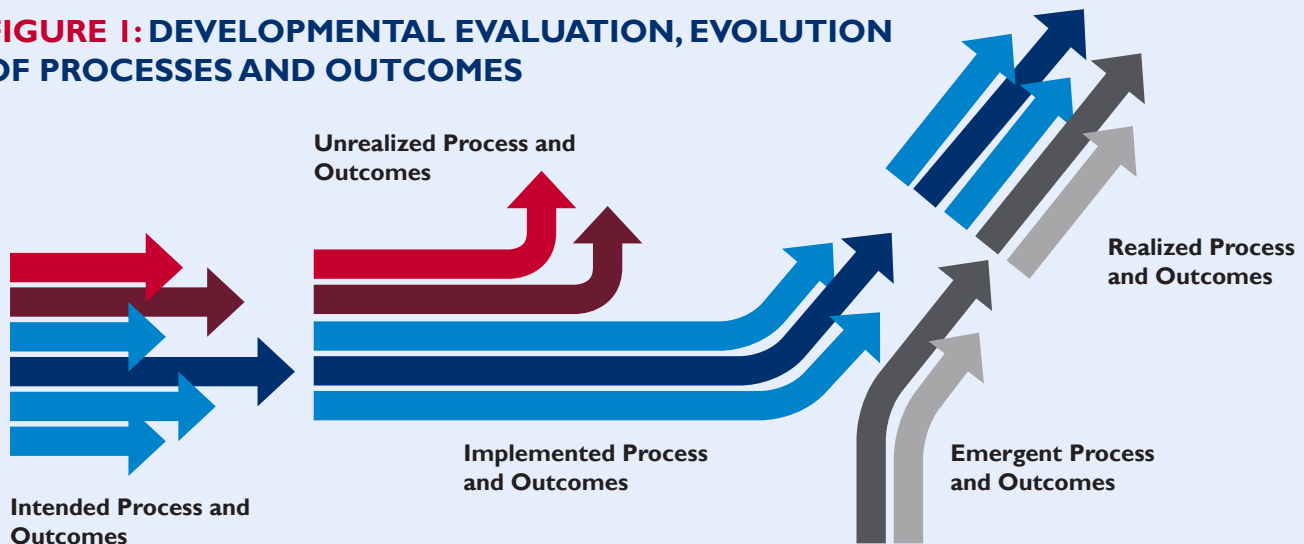 FIGURE 1: DEVELOPMENTAL EVALUATION, EVOLUTION
OF PROCESSES AND OUTCOMES
Unrealized Process and
Outcomes
Realized Process
and Outcomes
Implemented Process
and Outcomes
Emergent Process
and Outcomes
Intended Process and
Outcomes